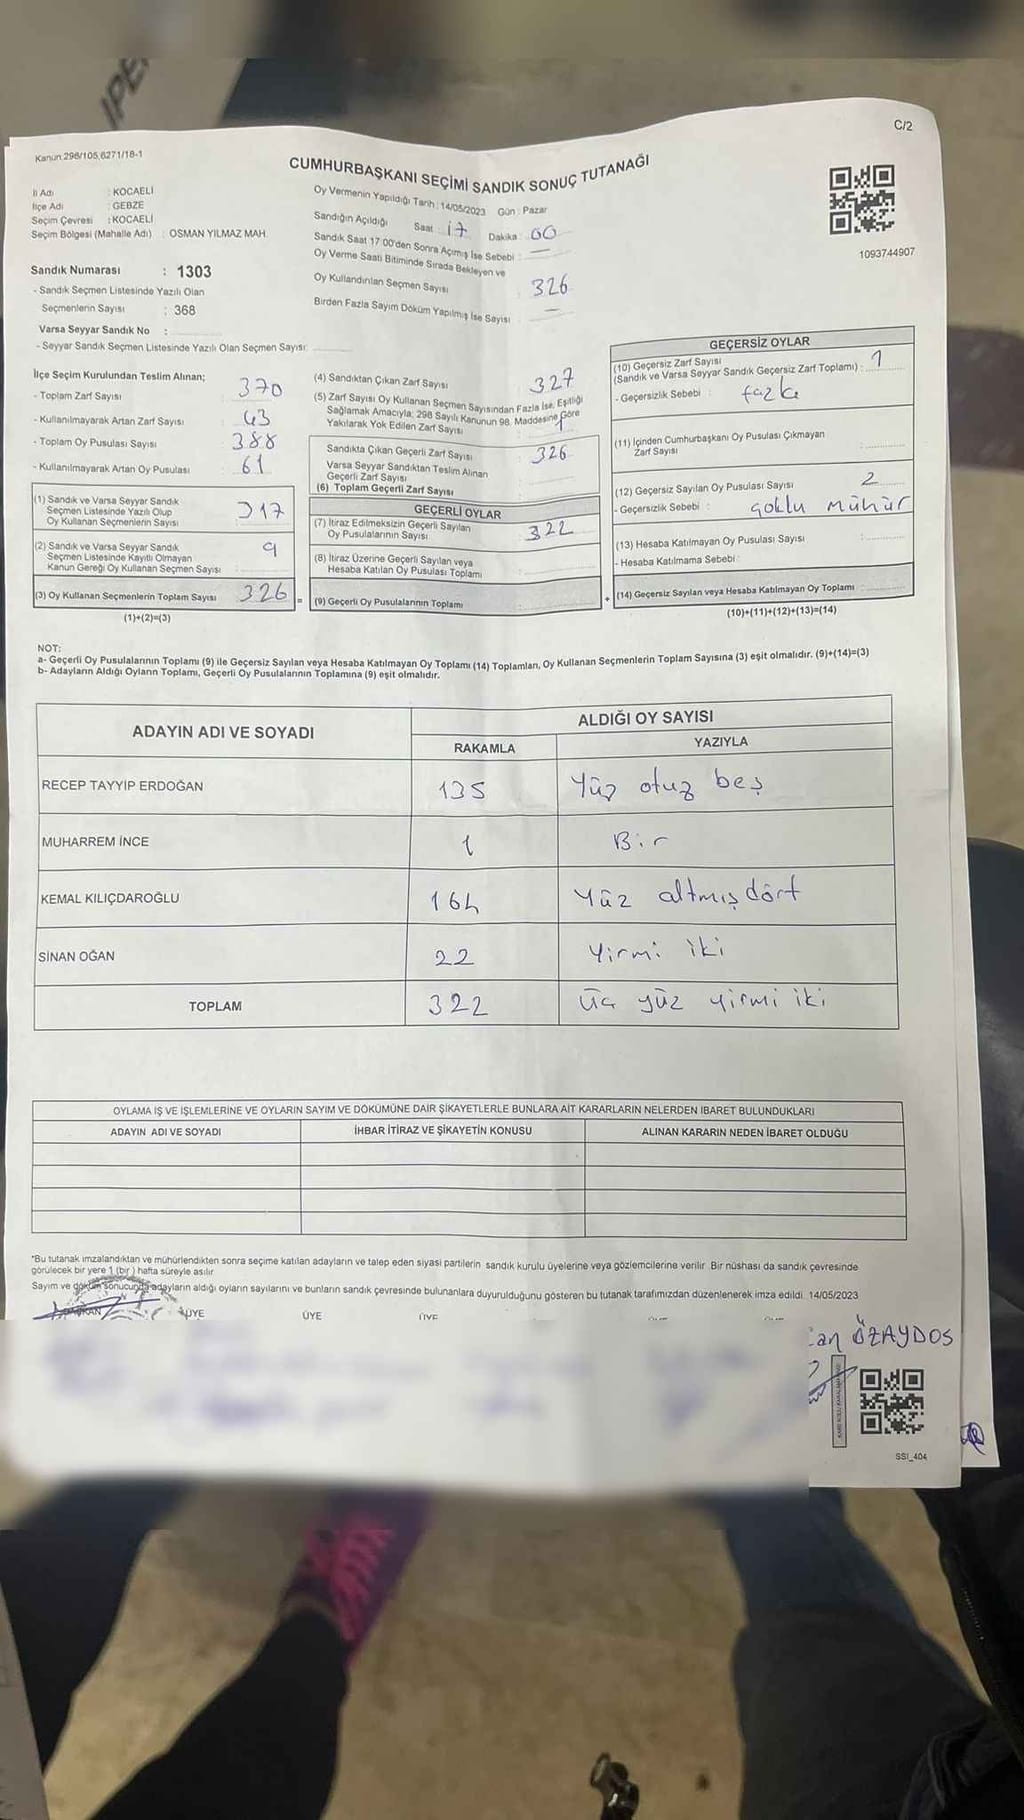 IPE
C/2
Kanun:298/105,6271/18-1
CUMHURBAŞKANI SEÇİMİ SANDIK SONUÇ TUTANAĞI
1093744907
İl Adı : KOCAELİ
İlçe Adı : GEBZE
Seçim Çevresi : KOCAELİ
Seçim Bölgesi (Mahalle Adı) : OSMAN YILMAZ MAH.
Sandık Numarası : 1303
- Sandık Seçmen Listesinde Yazılı Olan
Seçmenlerin Sayısı : 368
Varsa Seyyar Sandık No :
- Seyyar Sandık Seçmen Listesinde Yazılı Olan Seçmen Sayısı:
Oy Vermenin Yapıldığı Tarih : 14/05/2023 Gün : Pazar
Sandığın Açıldığı Saat : 17 Dakika : 00
Sandık Saat 17 00'den Sonra Açımış İse Sebebi : —
Oy Verme Saati Bitiminde Sırada Bekleyen ve
Oy Kullandırılan Seçmen Sayısı : 326
Birden Fazla Sayım Döküm Yapılmış İse Sayısı : —
İlçe Seçim Kurulundan Teslim Alınan;
- Toplam Zarf Sayısı : 370
- Kullanılmayarak Artan Zarf Sayısı : 43
- Toplam Oy Pusulası Sayısı : 388
- Kullanılmayarak Artan Oy Pusulası : 61
(1) Sandık ve Varsa Seyyar Sandık
Seçmen Listesinde Yazılı Olup
Oy Kullanan Seçmenlerin Sayısı : 317
(2) Sandık ve Varsa Seyyar Sandık
Seçmen Listesinde Kayıtlı Olmayan
Kanun Gereği Oy Kullanan Seçmen Sayısı : 9
(3) Oy Kullanan Seçmenlerin Toplam Sayısı : 326 =
(1)+(2)=(3)
(4) Sandıktan Çıkan Zarf Sayısı : 327
(5) Zarf Sayısı Oy Kullanan Seçmen Sayısından Fazla İse, Eşitliği
Sağlamak Amacıyla; 298 Sayılı Kanunun 98. Maddesine Göre
Yakılarak Yok Edilen Zarf Sayısı :
Sandıkta Çıkan Geçerli Zarf Sayısı : 326
Varsa Seyyar Sandıktan Teslim Alınan
Geçerli Zarf Sayısı :
(6) Toplam Geçerli Zarf Sayısı :
GEÇERLİ OYLAR
(7) İtiraz Edilmeksizin Geçerli Sayılan
Oy Pusulalarının Sayısı : 322
(8) İtiraz Üzerine Geçerli Sayılan veya
Hesaba Katılan Oy Pusulası Toplamı :
(9) Geçerli Oy Pusulalarının Toplamı : +
GEÇERSİZ OYLAR
(10) Geçersiz Zarf Sayısı
(Sandık ve Varsa Seyyar Sandık Geçersiz Zarf Toplamı) : 1
- Geçersizlik Sebebi : fazla
(11) İçinden Cumhurbaşkanı Oy Pusulası Çıkmayan
Zarf Sayısı :
(12) Geçersiz Sayılan Oy Pusulası Sayısı : 2
- Geçersizlik Sebebi : Çoklu mühür
(13) Hesaba Katılmayan Oy Pusulası Sayısı :
- Hesaba Katılmama Sebebi :
(14) Geçersiz Sayılan veya Hesaba Katılmayan Oy Toplamı :
(10)+(11)+(12)+(13)=(14)
NOT:
a- Geçerli Oy Pusulalarının Toplamı (9) ile Geçersiz Sayılan veya Hesaba Katılmayan Oy Toplamı (14) Toplamları, Oy Kullanan Seçmenlerin Toplam Sayısına (3) eşit olmalıdır. (9)+(14)=(3)
b- Adayların Aldığı Oyların Toplamı, Geçerli Oy Pusulalarının Toplamına (9) eşit olmalıdır.
ADAYIN ADI VE SOYADI ALDIĞI OY SAYISI
RAKAMLA YAZIYLA
RECEP TAYYİP ERDOĞAN 135 Yüz otuz beş
MUHARREM İNCE 1 Bir
KEMAL KILIÇDAROĞLU 164 Yüz altmış dört
SİNAN OĞAN 22 Yirmi iki
TOPLAM 322 Üç yüz yirmi iki
OYLAMA İŞ VE İŞLEMLERİNE VE OYLARIN SAYIM VE DÖKÜMÜNE DAİR ŞİKAYETLERLE BUNLARA AİT KARARLARIN NELERDEN İBARET BULUNDUKLARI
ADAYIN ADI VE SOYADI İHBAR İTİRAZ VE ŞİKAYETİN KONUSU ALINAN KARARIN NEDEN İBARET OLDUĞU
*Bu tutanak imzalandıktan ve mühürlendikten sonra seçime katılan adayların ve talep eden siyasi partilerin sandık kurulu üyelerine veya gözlemcilerine verilir. Bir nüshası da sandık çevresinde
görülecek bir yere 1 (bir) hafta süreyle asılır.
Sayım ve döküm sonucunda adayların aldığı oyların sayılarını ve bunların sandık çevresinde bulunanlara duyurulduğunu gösteren bu tutanak tarafımızdan düzenlenerek imza edildi. 14/05/2023
BAŞKAN ÜYE ÜYE ÜYE
can ÖZAYDOS
SSI_404